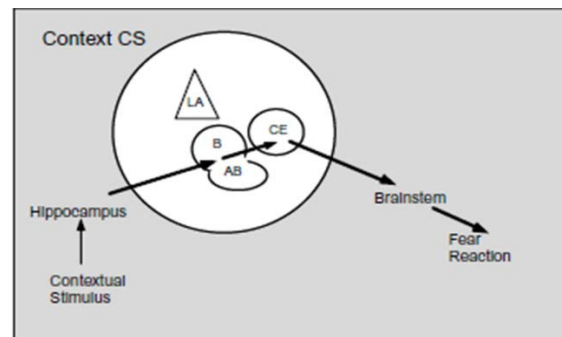 Context CS
LA
B
CE
AB
Hippocampus
Brainstem
Fear
Reaction
Contextual
Stimulus